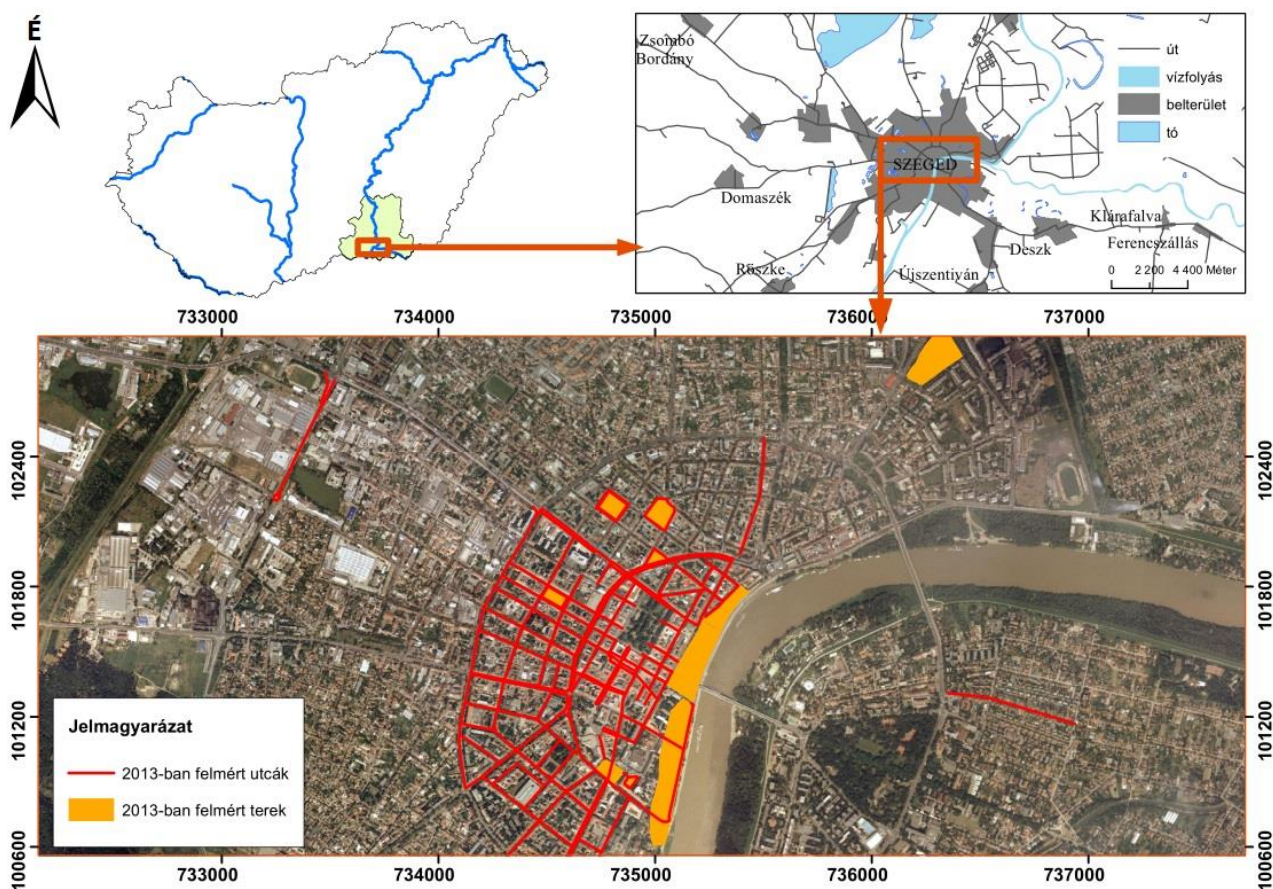 É
Zsombó
Bordány
SZEGED
Domaszék
Klárafalva
Deszk
Ferencszállás
Röszke
Újszentiván
út
vízfolyás
belterület
tó
0 2 200 4 400 Méter
733000 734000 735000 736000 737000
102400
101800
101200
100600
102400
101800
101200
100600
Jelmagyarázat
2013-ban felmért utcák
2013-ban felmért terek
733000 734000 735000 736000 737000